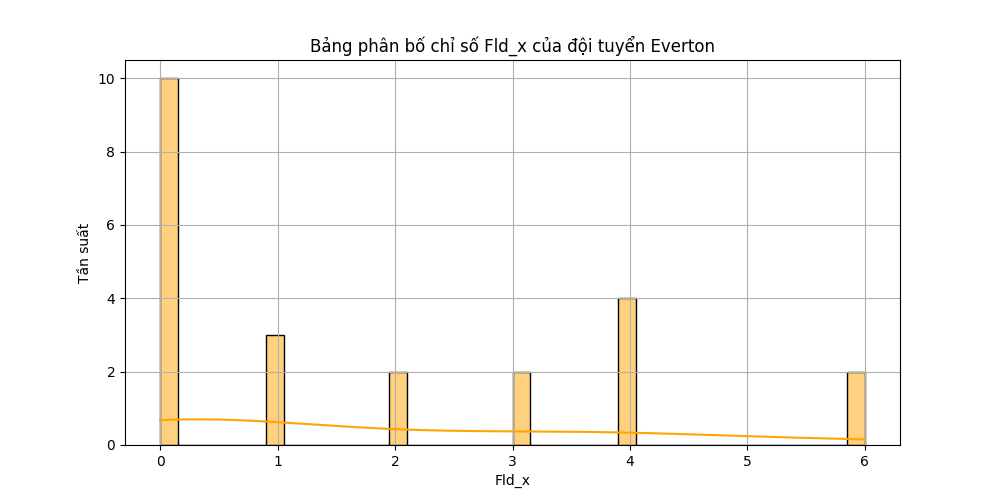 Bảng phân bố chỉ số Fld_x của đội tuyển Everton
10
8
6
4
2
0
Tần suất
0 1 2 3 4 5 6
Fld_x